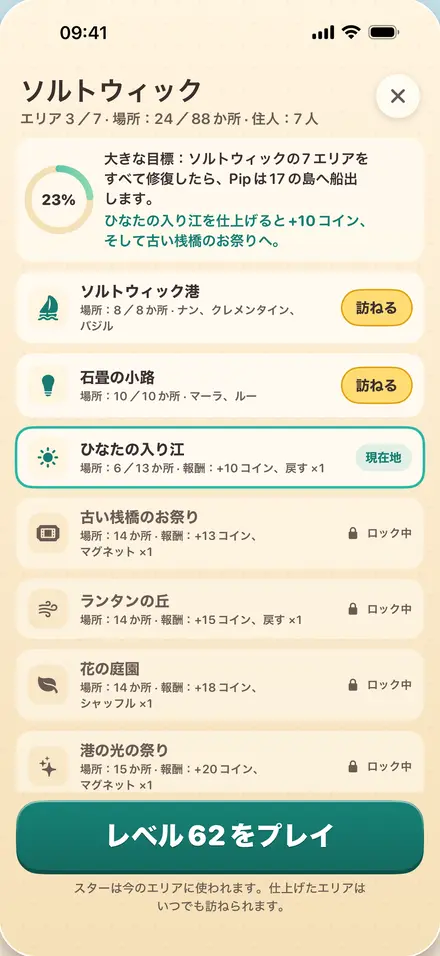 09:41
ソルトウィック
エリア 3 / 7 · 場所：24 / 88 か所 · 住人：7 人
23%
大きな目標：ソルトウィックの 7 エリアを
すべて修復したら、Pip は 17 の島へ船出
します。
ひなたの入り江を仕上げると +10 コイン、
そして古い桟橋のお祭りへ。
ソルトウィック港
場所：8 / 8 か所 · ナン、クレメンタイン、
バジル
訪ねる
石畳の小路
場所：10 / 10 か所 · マーラ、ルー
訪ねる
ひなたの入り江
場所：6 / 13 か所 · 報酬：+10 コイン、戻す ×1
現在地
古い桟橋のお祭り
場所：14 か所 · 報酬：+13 コイン、
マグネット ×1
ロック中
ランタンの丘
場所：14 か所 · 報酬：+15 コイン、戻す ×1
ロック中
花の庭園
場所：14 か所 · 報酬：+18 コイン、
シャッフル ×1
ロック中
港の光の祭り
場所：15 か所 · 報酬：+20 コイン、
マグネット ×1
ロック中
レベル 62 をプレイ
スターは今のエリアに使われます。仕上げたエリアは
いつでも訪ねられます。